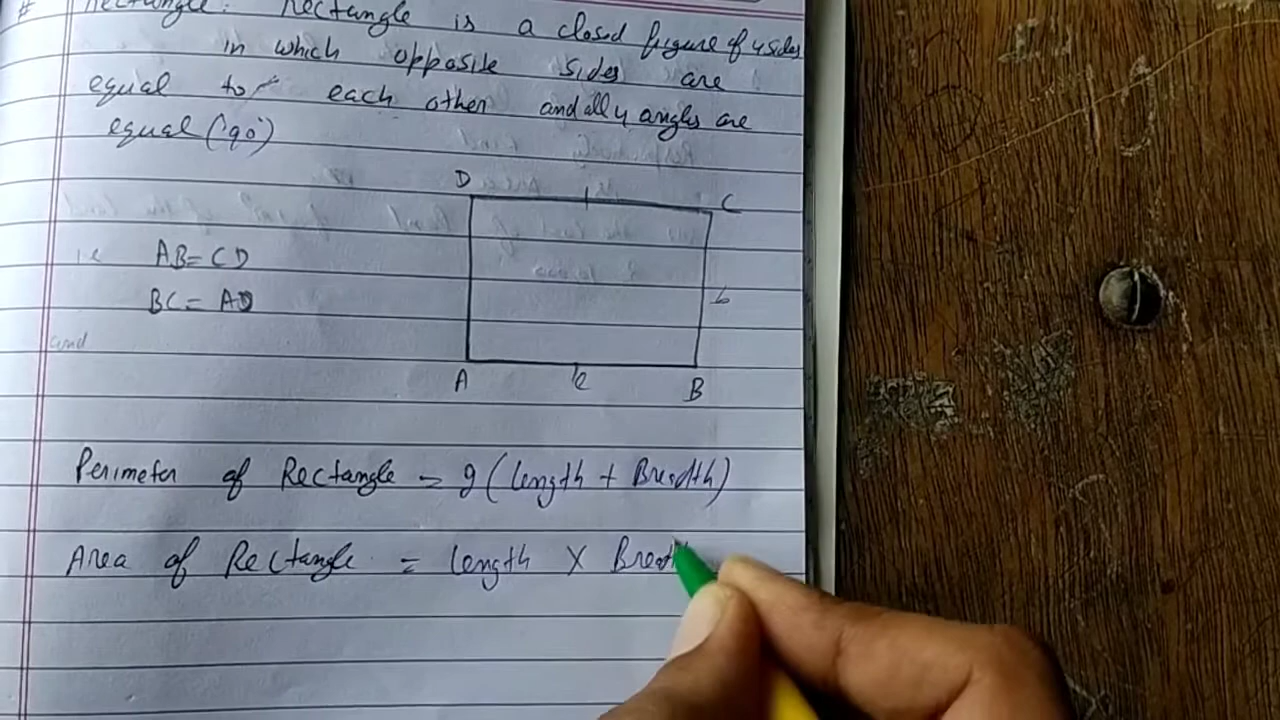 # Rectangle: Rectangle is a closed figure of 4 sides
in which opposite sides are
equal to each other and all 4 angles are
equal (90°)
D
C
i.e AB = CD
b
BC = AD
and
A
l
B
Perimeter of Rectangle = 2 (length + Breadth)
Area of Rectangle = length X Breadth